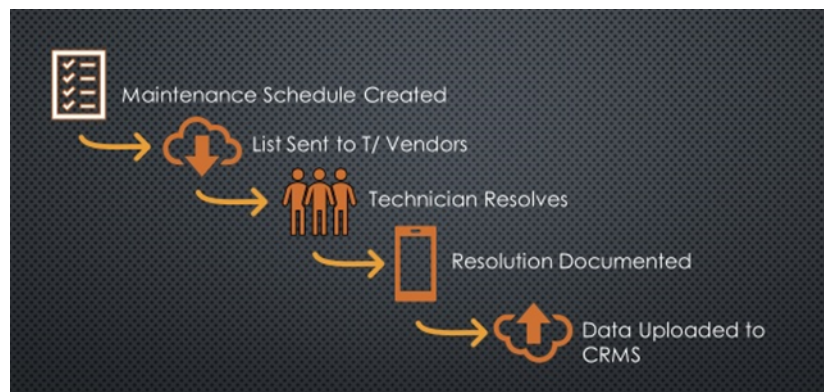 Maintenance Schedule Created
List Sent to T/ Vendors
Technician Resolves
Resolution Documented
Data Uploaded to
CRMS